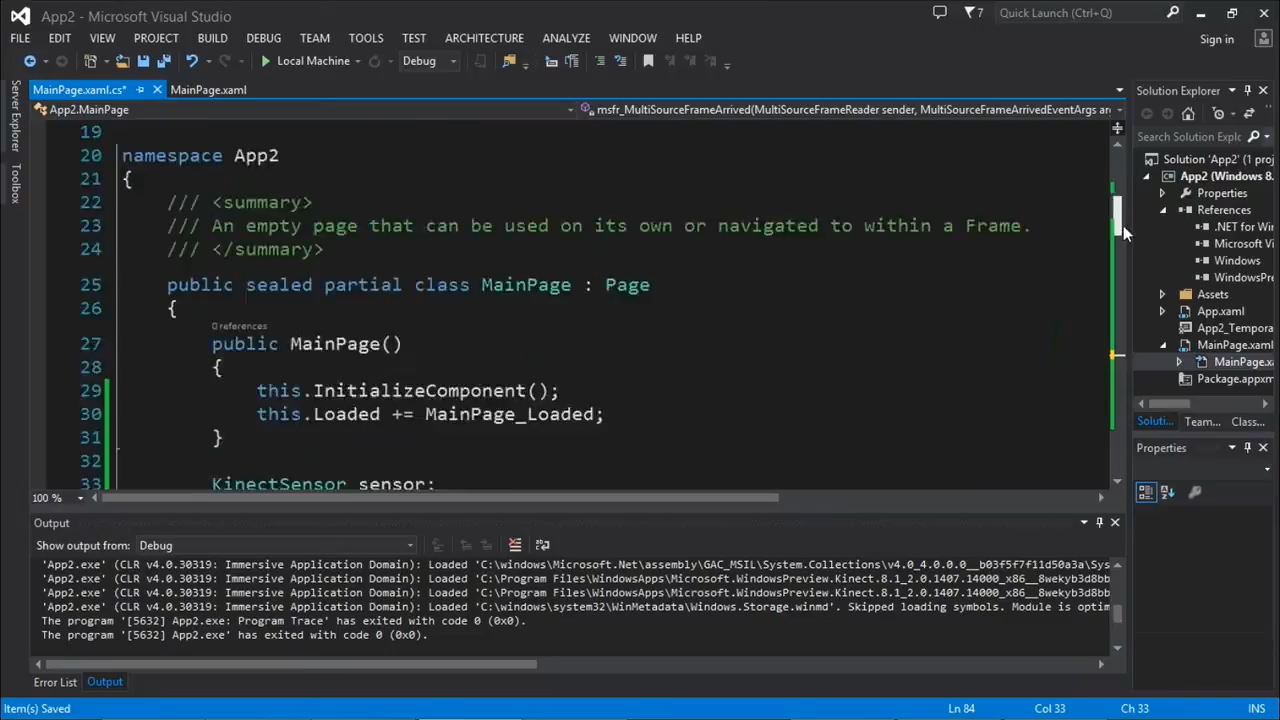 App2 - Microsoft Visual Studio
7
Quick Launch (Ctrl+Q)
FILE EDIT VIEW PROJECT BUILD DEBUG TEAM TOOLS TEST ARCHITECTURE ANALYZE WINDOW HELP
Sign in
Local Machine
Debug
Server Explorer
Toolbox
MainPage.xaml.cs*
MainPage.xaml
App2.MainPage
msfr_MultiSourceFrameArrived(MultiSourceFrameReader sender, MultiSourceFrameArrivedEventArgs ar
19
20 namespace App2
21 {
22 /// <summary>
23 /// An empty page that can be used on its own or navigated to within a Frame.
24 /// </summary>
25 public sealed partial class MainPage : Page
26 {
0 references
27 public MainPage()
28 {
29 this.InitializeComponent();
30 this.Loaded += MainPage_Loaded;
31 }
32
33 KinectSensor sensor;
100 %
Output
Show output from: Debug
'App2.exe' (CLR v4.0.30319: Immersive Application Domain): Loaded 'C:\windows\Microsoft.Net\assembly\GAC_MSIL\System.Collections\v4.0_4.0.0.0__b03f5f7f11d50a3a\Sys
'App2.exe' (CLR v4.0.30319: Immersive Application Domain): Loaded 'C:\Program Files\WindowsApps\Microsoft.WindowsPreview.Kinect.8.1_2.0.1407.14000_x86__8wekyb3d8bb
'App2.exe' (CLR v4.0.30319: Immersive Application Domain): Loaded 'C:\Program Files\WindowsApps\Microsoft.WindowsPreview.Kinect.8.1_2.0.1407.14000_x86__8wekyb3d8bb
'App2.exe' (CLR v4.0.30319: Immersive Application Domain): Loaded 'C:\windows\system32\WinMetadata\Windows.Storage.winmd'. Skipped loading symbols. Module is optim
The program '[5632] App2.exe: Program Trace' has exited with code 0 (0x0).
The program '[5632] App2.exe' has exited with code 0 (0x0).
Error List
Output
Solution Explorer
Search Solution Explc
Solution 'App2' (1 proj
App2 (Windows 8.
Properties
References
.NET for Wir
Microsoft Vi
Windows
WindowsPre
Assets
App.xaml
App2_Tempora
MainPage.xaml
MainPage.xa
Package.appxm
Soluti...
Team...
Class...
Properties
Item(s) Saved
Ln 84
Col 33
Ch 33
INS